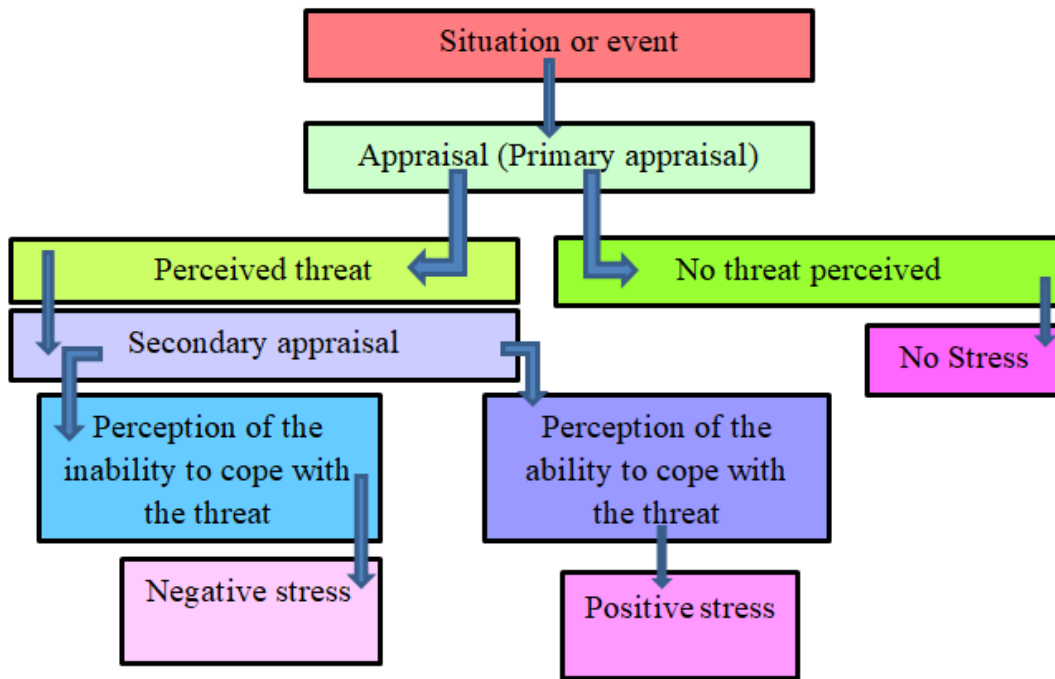 Situation or event
Appraisal (Primary appraisal)
Perceived threat
No threat perceived
Secondary appraisal
No Stress
Perception of the
inability to cope with
the threat
Perception of the
ability to cope with
the threat
Negative stress
Positive stress